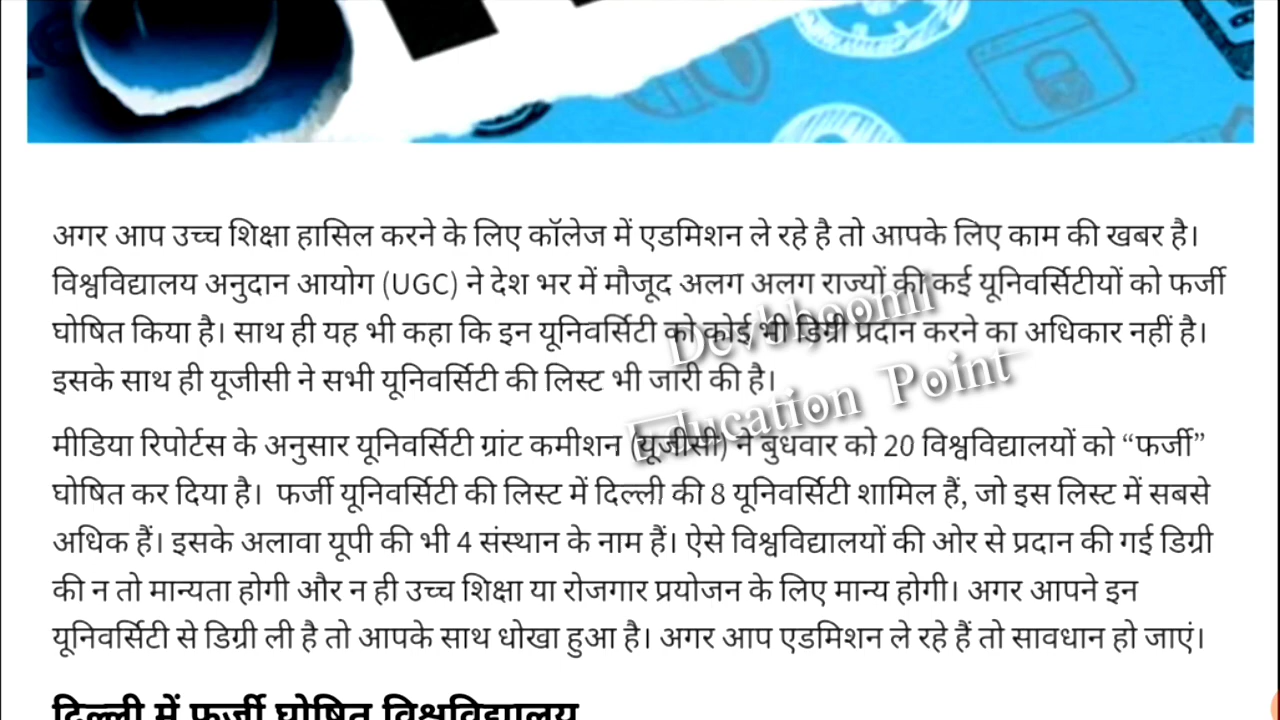 अगर आप उच्च शिक्षा हासिल करने के लिए कॉलेज में एडमिशन ले रहे है तो आपके लिए काम की खबर है।
विश्वविद्यालय अनुदान आयोग (UGC) ने देश भर में मौजूद अलग अलग राज्यों की कई यूनिवर्सिटीयों को फर्जी
घोषित किया है। साथ ही यह भी कहा कि इन यूनिवर्सिटी को कोई भी डिग्री प्रदान करने का अधिकार नहीं है।
इसके साथ ही यूजीसी ने सभी यूनिवर्सिटी की लिस्ट भी जारी की है।
Devbhoomi
Education Point
मीडिया रिपोर्टस के अनुसार यूनिवर्सिटी ग्रांट कमीशन (यूजीसी) ने बुधवार को 20 विश्वविद्यालयों को “फर्जी”
घोषित कर दिया है। फर्जी यूनिवर्सिटी की लिस्ट में दिल्ली की 8 यूनिवर्सिटी शामिल हैं, जो इस लिस्ट में सबसे
अधिक हैं। इसके अलावा यूपी की भी 4 संस्थान के नाम हैं। ऐसे विश्वविद्यालयों की ओर से प्रदान की गई डिग्री
की न तो मान्यता होगी और न ही उच्च शिक्षा या रोजगार प्रयोजन के लिए मान्य होगी। अगर आपने इन
यूनिवर्सिटी से डिग्री ली है तो आपके साथ धोखा हुआ है। अगर आप एडमिशन ले रहे हैं तो सावधान हो जाएं।
दिल्ली में फर्जी घोषित विश्वविद्यालय